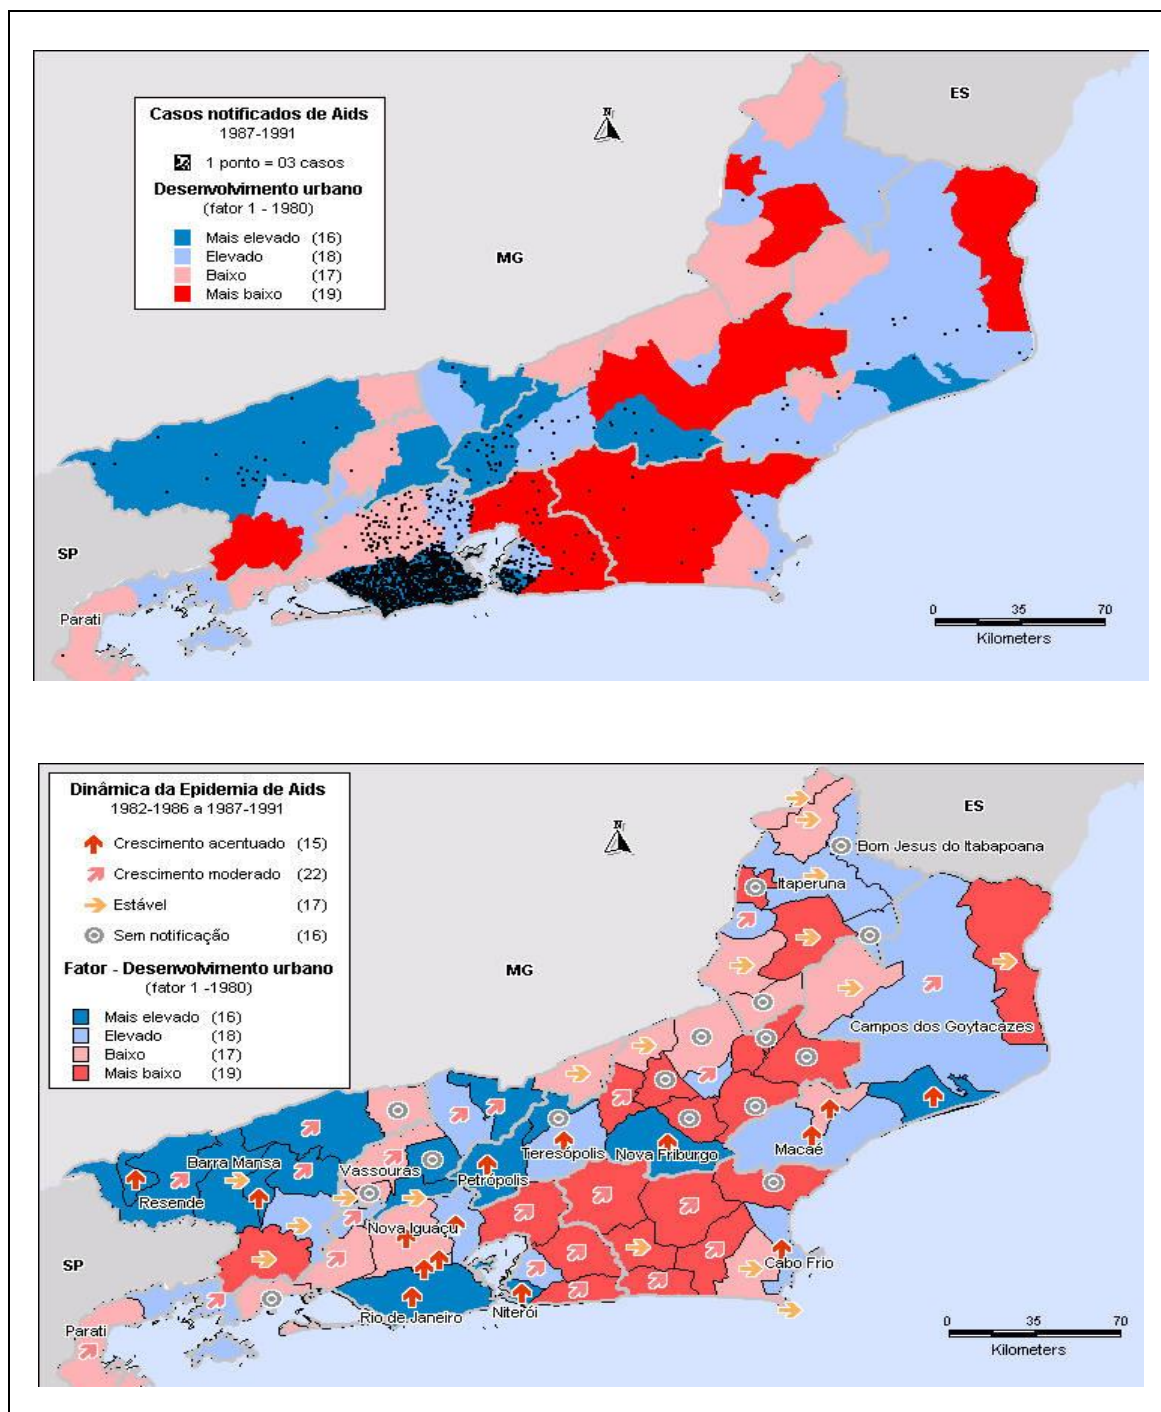 Casos notificados de Aids
1987-1991
1 ponto = 03 casos
Desenvolvimento urbano
(fator 1 - 1980)
Mais elevado (16)
Elevado (18)
Baixo (17)
Mais baixo (19)
N
ES
MG
SP
Parati
0 35 70
Kilometers
Dinâmica da Epidemia de Aids
1982-1986 a 1987-1991
Crescimento acentuado (15)
Crescimento moderado (22)
Estável (17)
Sem notificação (16)
Fator - Desenvolvimento urbano
(fator 1 -1980)
Mais elevado (16)
Elevado (18)
Baixo (17)
Mais baixo (19)
N
ES
Bom Jesus do Itabapoana
Itaperuna
MG
Campos dos Goytacazes
Macaé
Teresópolis
Nova Friburgo
Barra Mansa
Vassouras
Petrópolis
Resende
Nova Iguaçu
SP
Cabo Frio
Rio de Janeiro
Niterói
Parati
0 35 70
Kilometers